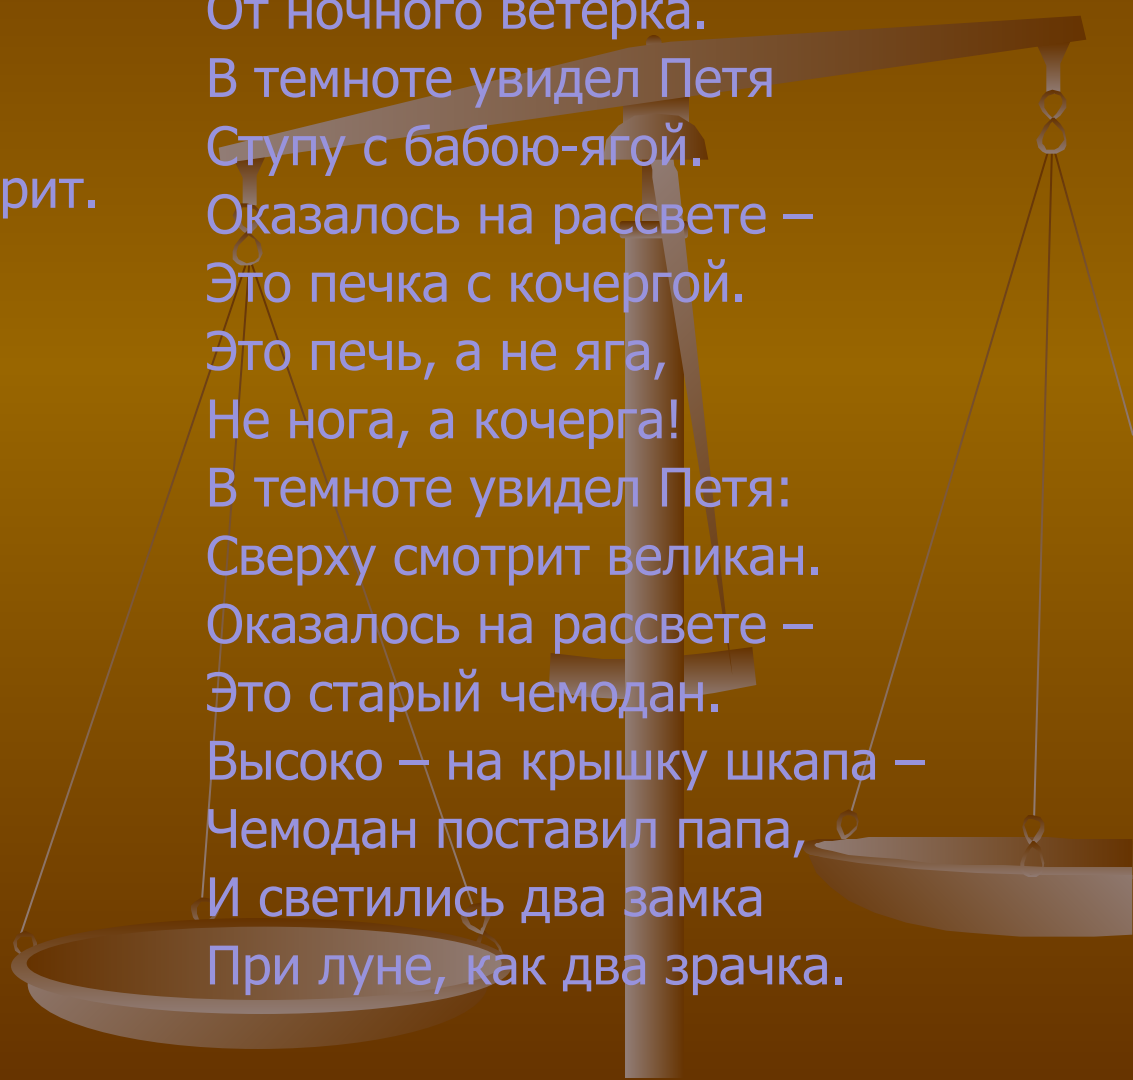 От ночного ветерка.
В темноте увидел Петя
Ступу с бабою-ягой.
рит.
Оказалось на рассвете –
Это печка с кочергой.
Это печь, а не яга,
Не нога, а кочерга!
В темноте увидел Петя:
Сверху смотрит великан.
Оказалось на рассвете –
Это старый чемодан.
Высоко – на крышку шкапа –
Чемодан поставил папа,
И светились два замка
При луне, как два зрачка.